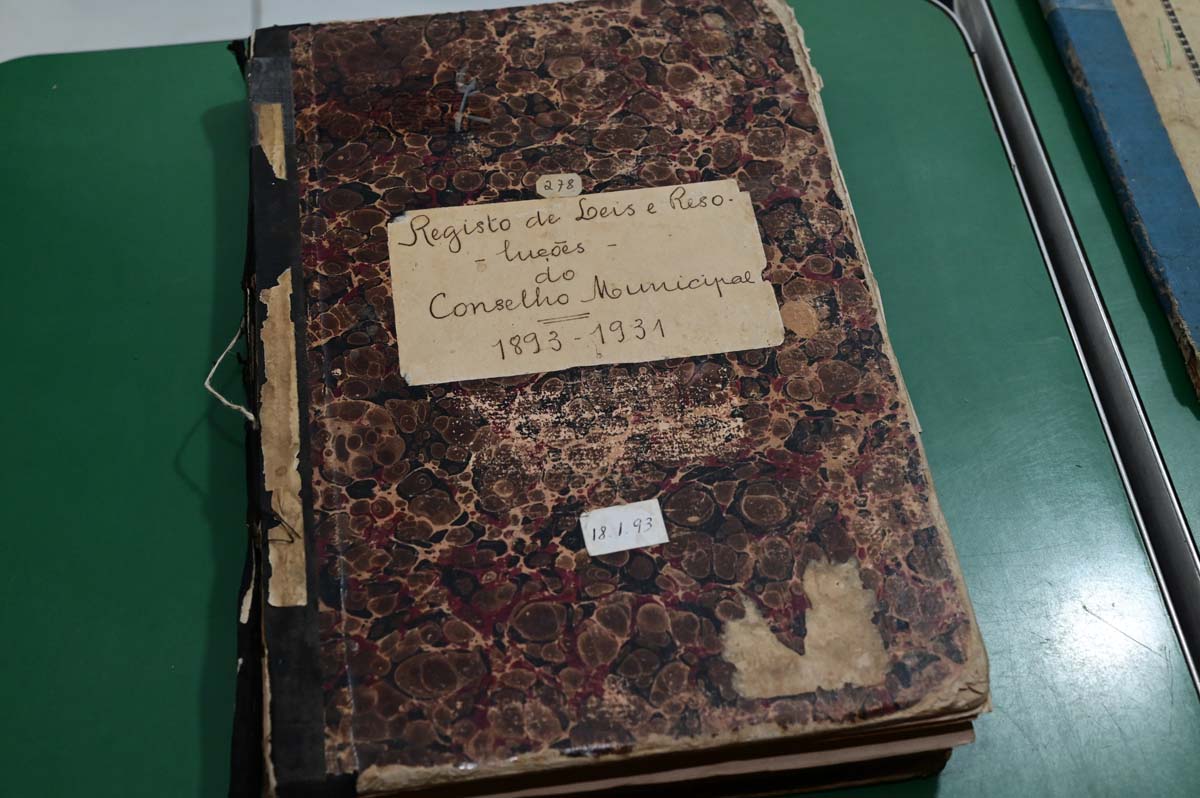 278
Registo de Leis e Reso-
- luções -
do
Conselho Municipal
1893-1931
18.1.93